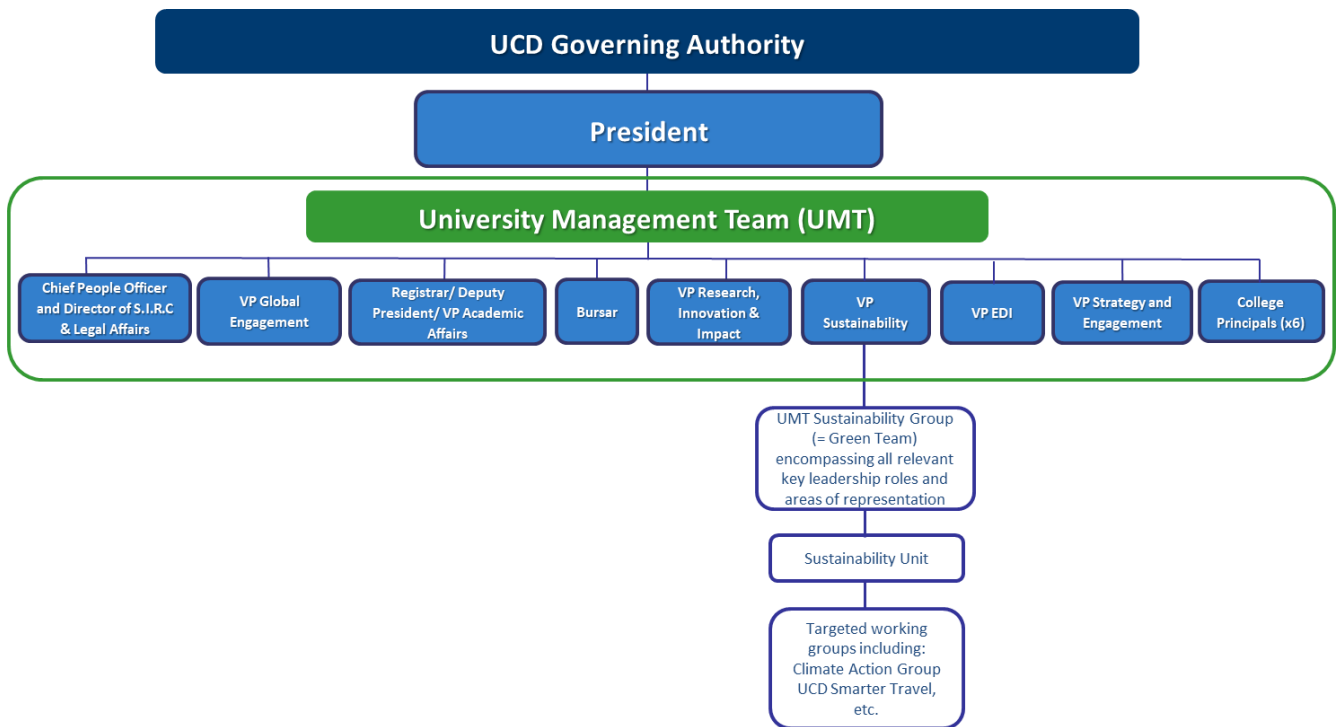 UCD Governing Authority
President
University Management Team (UMT)
Chief People Officer
and Director of S.I.R.C
& Legal Affairs
VP Global
Engagement
Registrar/ Deputy
President/ VP Academic
Affairs
Bursar
VP Research,
Innovation &
Impact
VP
Sustainability
VP EDI
VP Strategy and
Engagement
College
Principals (x6)
UMT Sustainability Group
(= Green Team)
encompassing all relevant
key leadership roles and
areas of representation
Sustainability Unit
Targeted working
groups including:
Climate Action Group
UCD Smarter Travel,
etc.